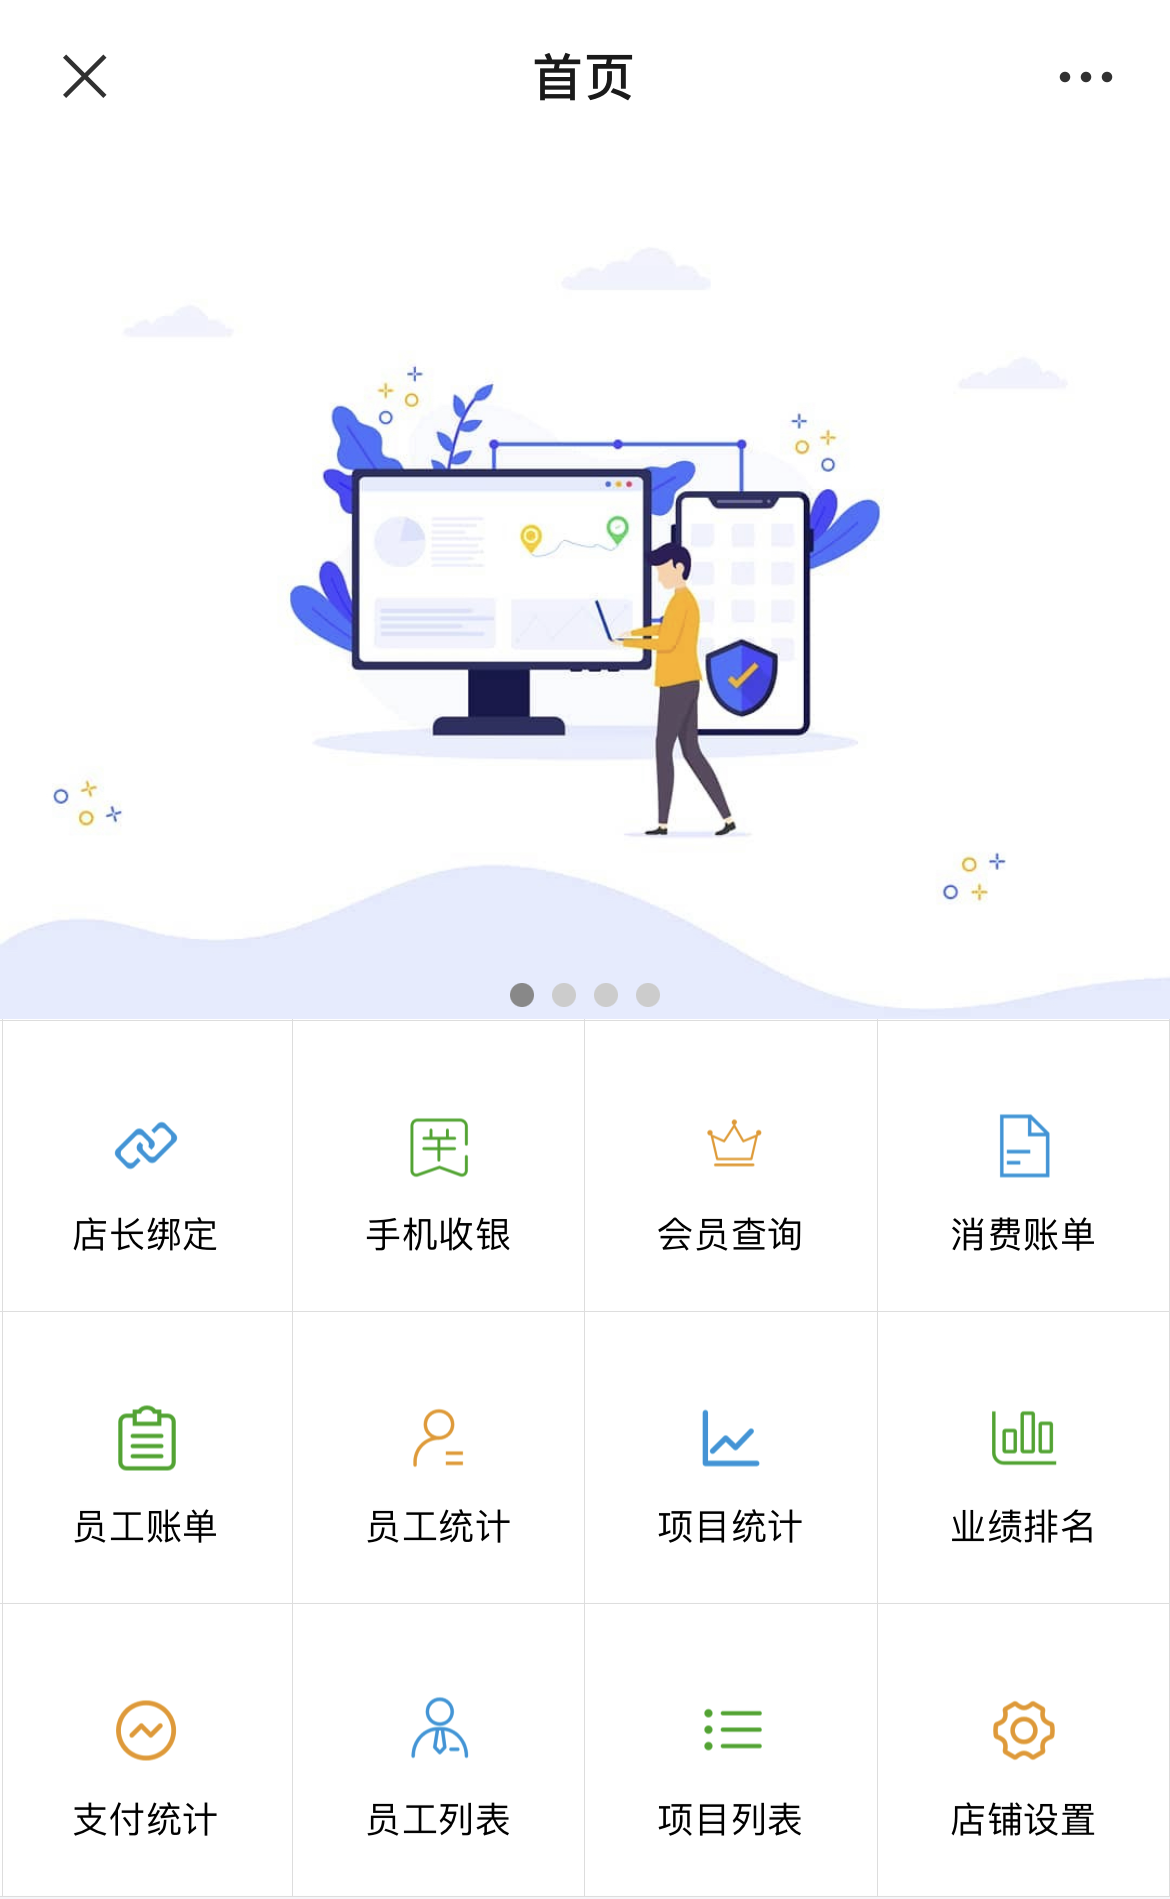 首页
店长绑定
手机收银
会员查询
消费账单
员工账单
员工统计
项目统计
业绩排名
支付统计
员工列表
项目列表
店铺设置